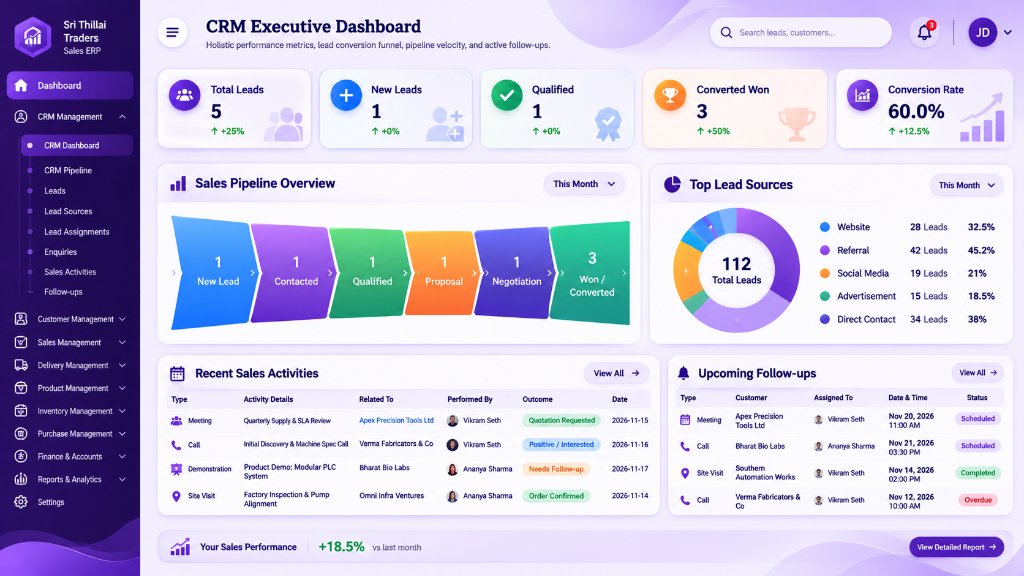 Sri Thillai
Traders
Sales ERP
Dashboard
CRM Management
CRM Dashboard
CRM Pipeline
Leads
Lead Sources
Lead Assignments
Enquiries
Sales Activities
Follow-ups
Customer Management
Sales Management
Delivery Management
Product Management
Inventory Management
Purchase Management
Finance & Accounts
Reports & Analytics
Settings
CRM Executive Dashboard
Holistic performance metrics, lead conversion funnel, pipeline velocity, and active follow-ups.
Search leads, customers...
3
JD
Total Leads
5
↑ +25%
New Leads
1
↑ +0%
Qualified
1
↑ +0%
Converted Won
3
↑ +50%
Conversion Rate
60.0%
↑ +12.5%
Sales Pipeline Overview
This Month
1
New Lead
1
Contacted
1
Qualified
1
Proposal
1
Negotiation
3
Won /
Converted
Top Lead Sources
This Month
112
Total Leads
Website 28 Leads 32.5%
Referral 42 Leads 45.2%
Social Media 19 Leads 21%
Advertisement 15 Leads 18.5%
Direct Contact 34 Leads 38%
Recent Sales Activities
View All →
Type Activity Details Related To Performed By Outcome Date
Meeting Quarterly Supply & SLA Review Apex Precision Tools Ltd Vikram Seth Quotation Requested 2026-11-15
Call Initial Discovery & Machine Spec Call Verma Fabricators & Co Vikram Seth Positive / Interested 2026-11-16
Demonstration Product Demo: Modular PLC
System Bharat Bio Labs Ananya Sharma Needs Follow-up 2026-11-17
Site Visit Factory Inspection & Pump
Alignment Omni Infra Ventures Ananya Sharma Order Confirmed 2026-11-14
Upcoming Follow-ups
View All →
Type Customer Assigned To Date & Time Status
Meeting Apex Precision
Tools Ltd Vikram Seth Nov 20, 2026
11:00 AM Scheduled
Call Bharat Bio Labs Ananya Sharma Nov 21, 2026
03:30 PM Scheduled
Site Visit Southern
Automation Works Vikram Seth Nov 14, 2026
02:00 PM Completed
Call Verma Fabricators &
Co Vikram Seth Nov 12, 2026
10:00 AM Overdue
Your Sales Performance +18.5% vs last month
View Detailed Report →